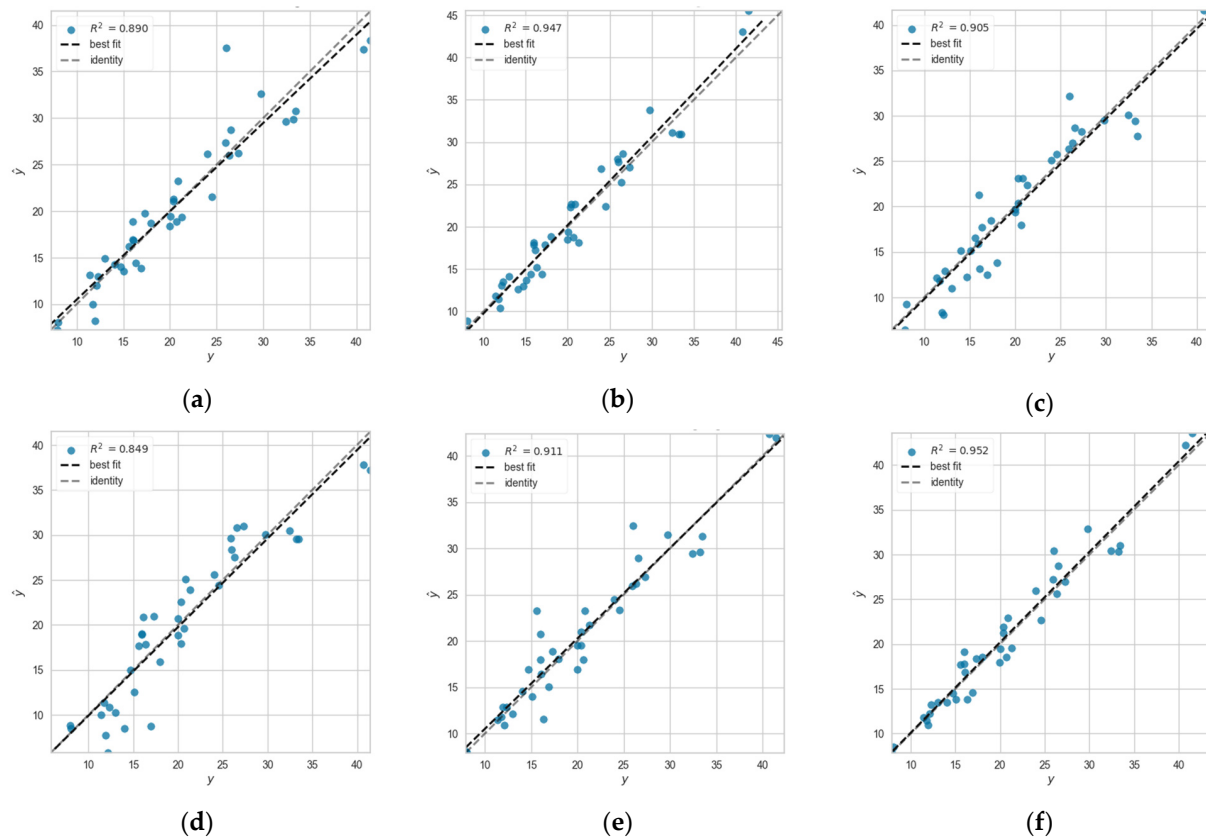 R² = 0.890
best fit
identity
40
35
30
25
20
15
10
ŷ
10 15 20 25 30 35 40
y
(a)
R² = 0.947
best fit
identity
45
40
35
30
25
20
15
10
ŷ
10 15 20 25 30 35 40 45
y
(b)
R² = 0.905
best fit
identity
40
35
30
25
20
15
10
ŷ
10 15 20 25 30 35 40
y
(c)
R² = 0.849
best fit
identity
40
35
30
25
20
15
10
ŷ
10 15 20 25 30 35 40
y
(d)
R² = 0.911
best fit
identity
40
35
30
25
20
15
10
ŷ
10 15 20 25 30 35 40
y
(e)
R² = 0.952
best fit
identity
40
35
30
25
20
15
10
ŷ
10 15 20 25 30 35 40
y
(f)